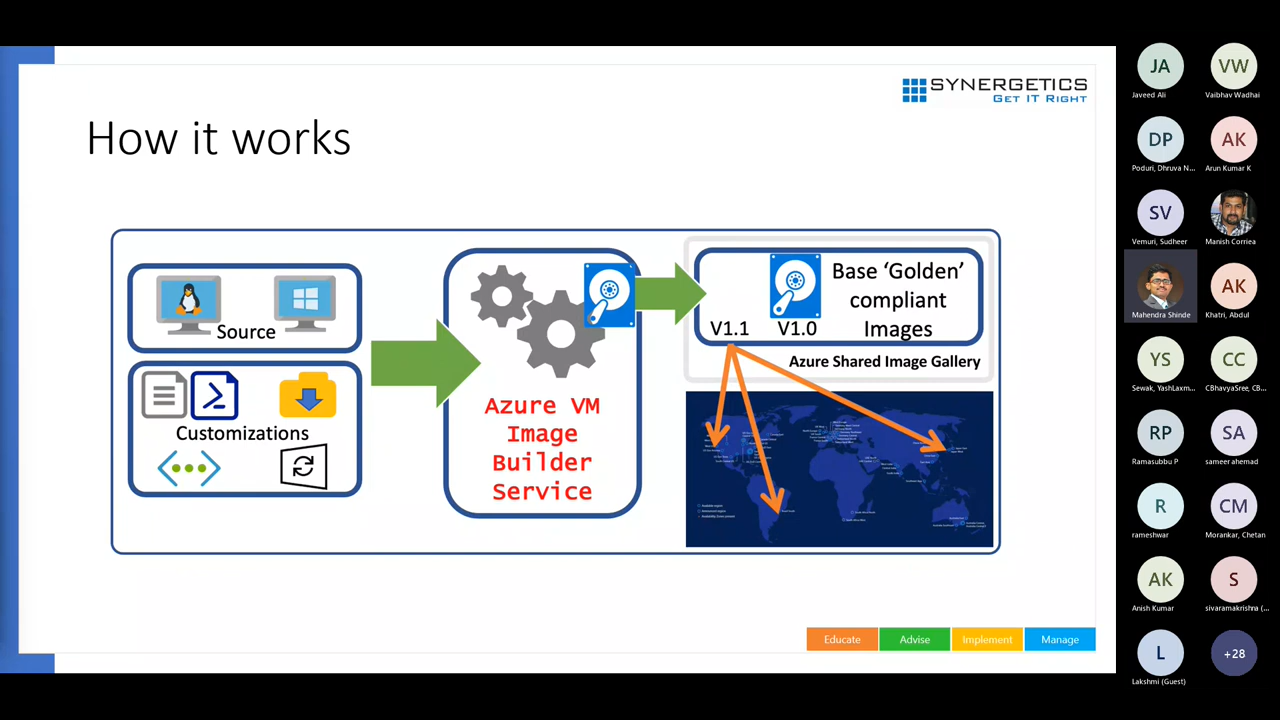 SYNERGETICS
GET IT RIGHT
How it works
Source
Customizations
Azure VM
Image
Builder
Service
Base ‘Golden’
compliant
Images
V1.1
V1.0
Azure Shared Image Gallery
Educate
Advise
Implement
Manage
JA
Javeed Ali
VW
Vaibhav Wadhai
DP
Poduri, Dhruva N...
AK
Arun Kumar K
SV
Vemuri, Sudheer
Manish Corriea
Mahendra Shinde
AK
Khatri, Abdul
YS
Sewak, YashLaxm...
CC
CBhavyaSree, CB...
RP
Ramasubbu P
SA
sameer ahemad
R
rameshwar
CM
Morankar, Chetan
AK
Anish Kumar
S
sivaramakrishna (...
L
Lakshmi (Guest)
+28